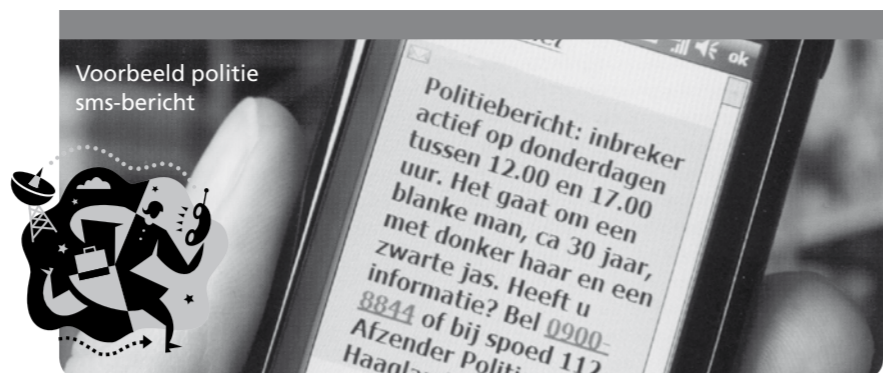 Voorbeeld politie
sms-bericht
ok
Politiebericht: inbreker
actief op donderdagen
tussen 12.00 en 17.00
uur. Het gaat om een
blanke man, ca 30 jaar,
met donker haar en een
zwarte jas. Heeft u
informatie? Bel 0900-
8844 of bij spoed 112
Afzender